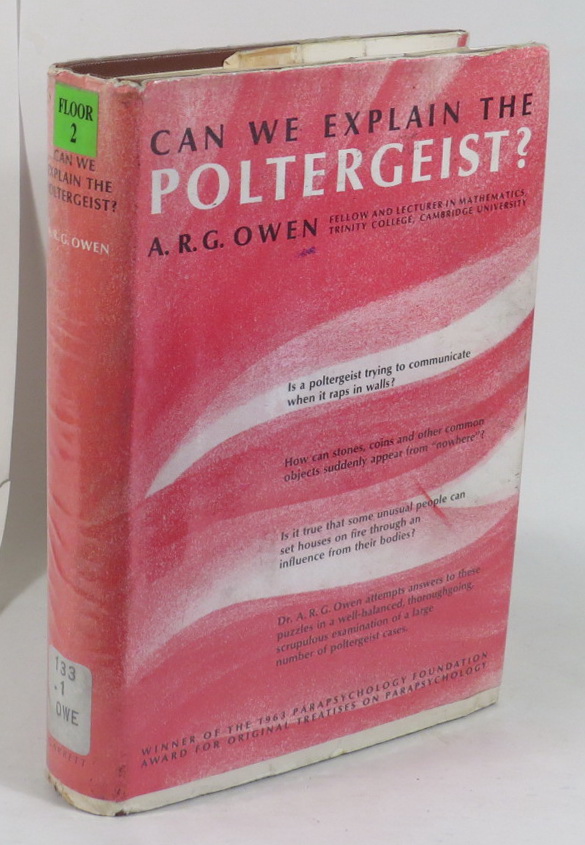 FLOOR
2
CAN WE
EXPLAIN THE
POLTERGEIST?
A.R.G. OWEN
133
.1
OWE
CAN WE EXPLAIN THE
POLTERGEIST?
A. R. G. OWEN
FELLOW AND LECTURER IN MATHEMATICS,
TRINITY COLLEGE, CAMBRIDGE UNIVERSITY
Is a poltergeist trying to communicate
when it raps in walls?
How can stones, coins and other common
objects suddenly appear from "nowhere"?
Is it true that some unusual people can
set houses on fire through an
influence from their bodies?
Dr. A. R. G. Owen attempts answers to these
puzzles in a well-balanced, thoroughgoing,
scrupulous examination of a large
number of poltergeist cases.
WINNER OF THE 1963 PARAPSYCHOLOGY FOUNDATION
AWARD FOR ORIGINAL TREATISES ON PARAPSYCHOLOGY